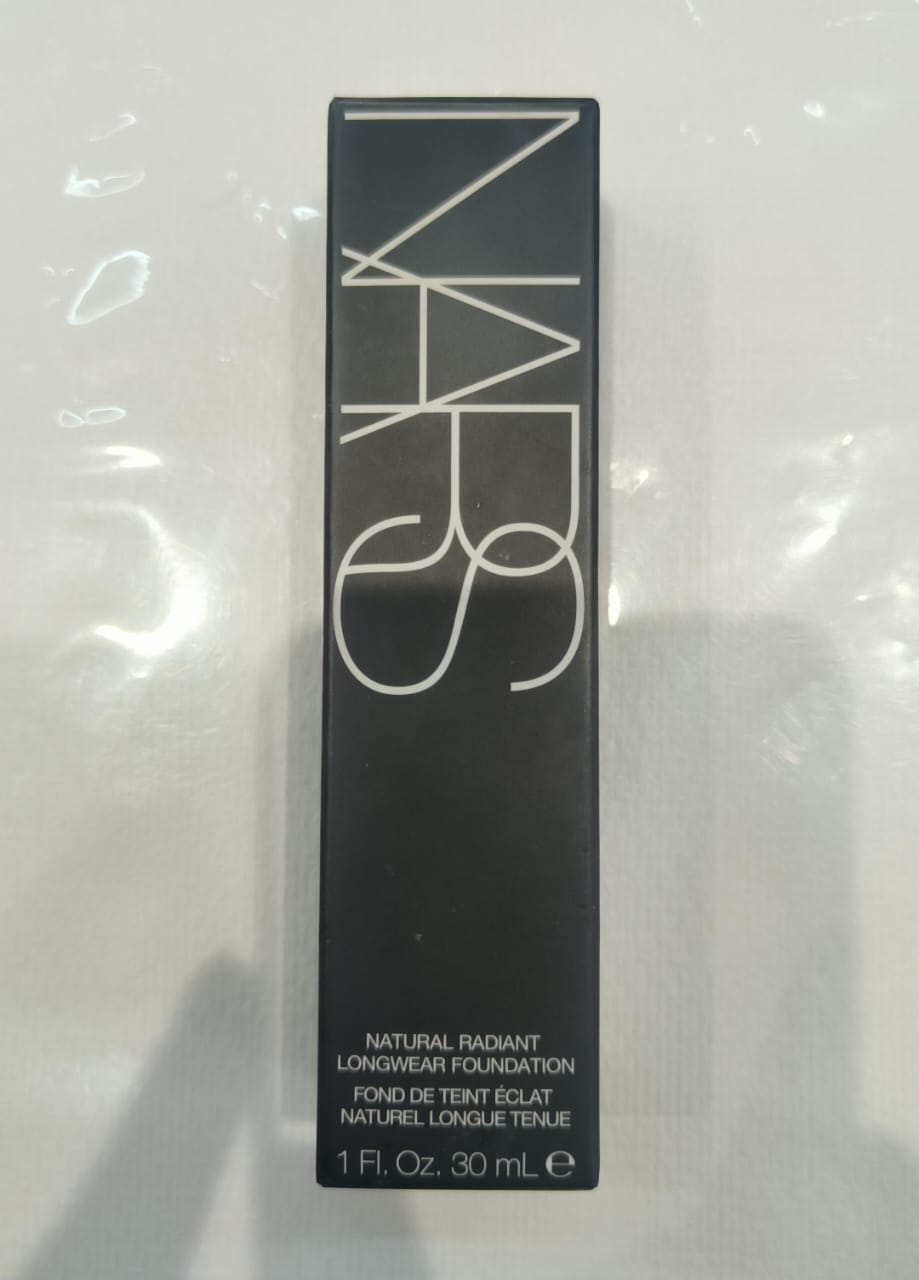 NARS
NATURAL RADIANT
LONGWEAR FOUNDATION
FOND DE TEINT ÉCLAT
NATUREL LONGUE TENUE
1 Fl. Oz. 30 mL ℮